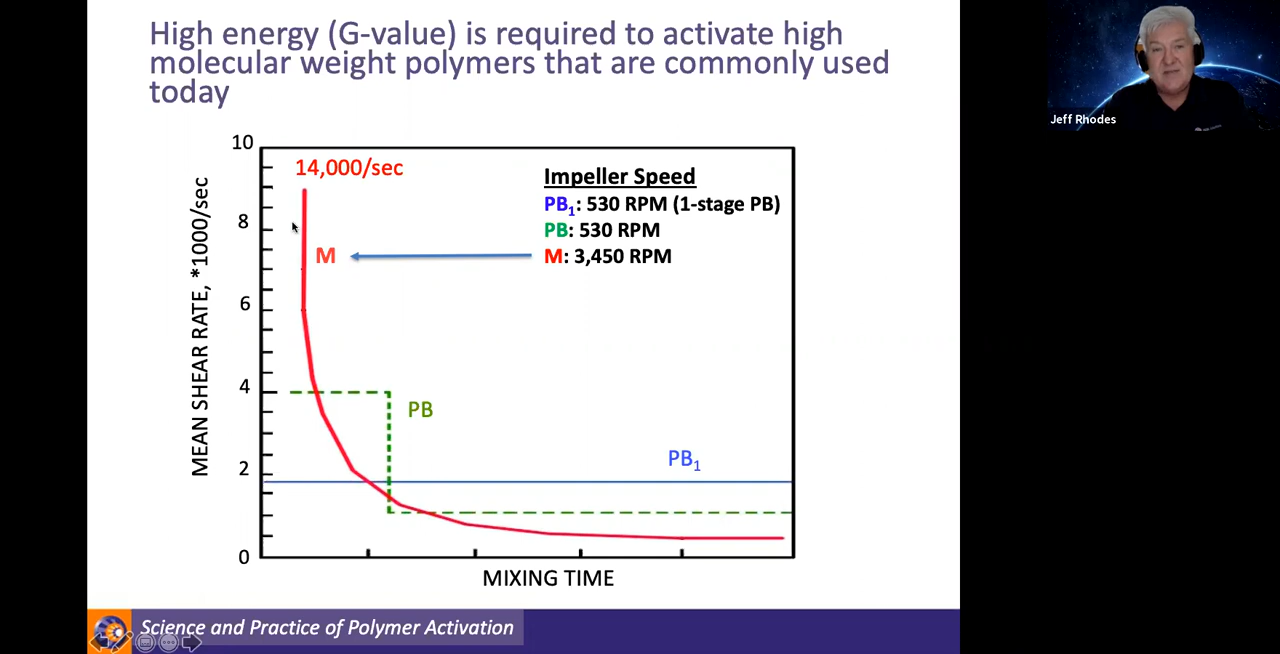 High energy (G-value) is required to activate high
molecular weight polymers that are commonly used
today
Jeff Rhodes
10
8
6
4
2
0
MEAN SHEAR RATE, *1000/sec
14,000/sec
M
Impeller Speed
PB₁: 530 RPM (1-stage PB)
PB: 530 RPM
M: 3,450 RPM
PB
PB₁
MIXING TIME
Science and Practice of Polymer Activation